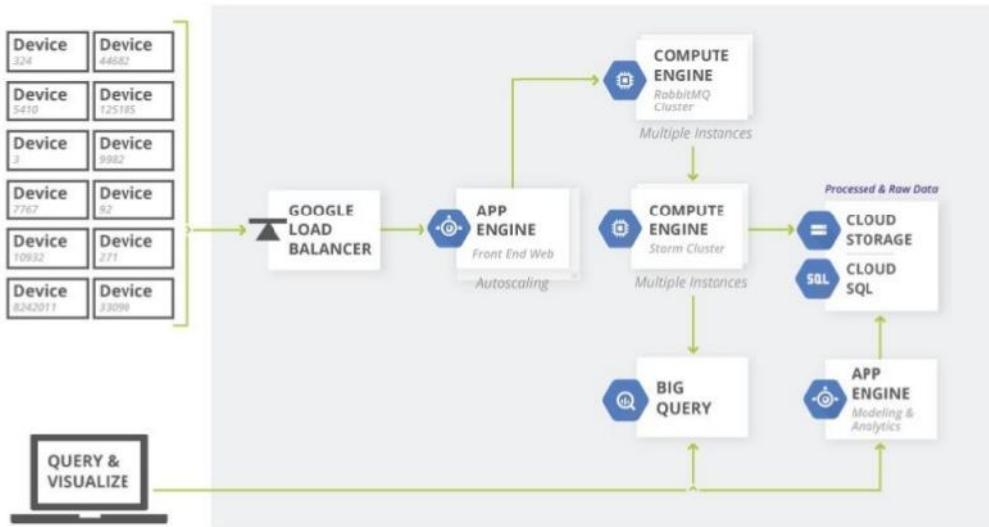 Device
324
Device
44682
Device
5410
Device
125185
Device
3
Device
9982
Device
7767
Device
92
Device
10932
Device
271
Device
8242011
Device
33096
GOOGLE
LOAD
BALANCER
APP
ENGINE
Front End Web
Autoscaling
COMPUTE
ENGINE
RabbitMQ
Cluster
Multiple Instances
COMPUTE
ENGINE
Storm Cluster
Multiple Instances
Processed & Raw Data
CLOUD
STORAGE
SQL
CLOUD
SQL
BIG
QUERY
APP
ENGINE
Modeling &
Analytics
QUERY &
VISUALIZE